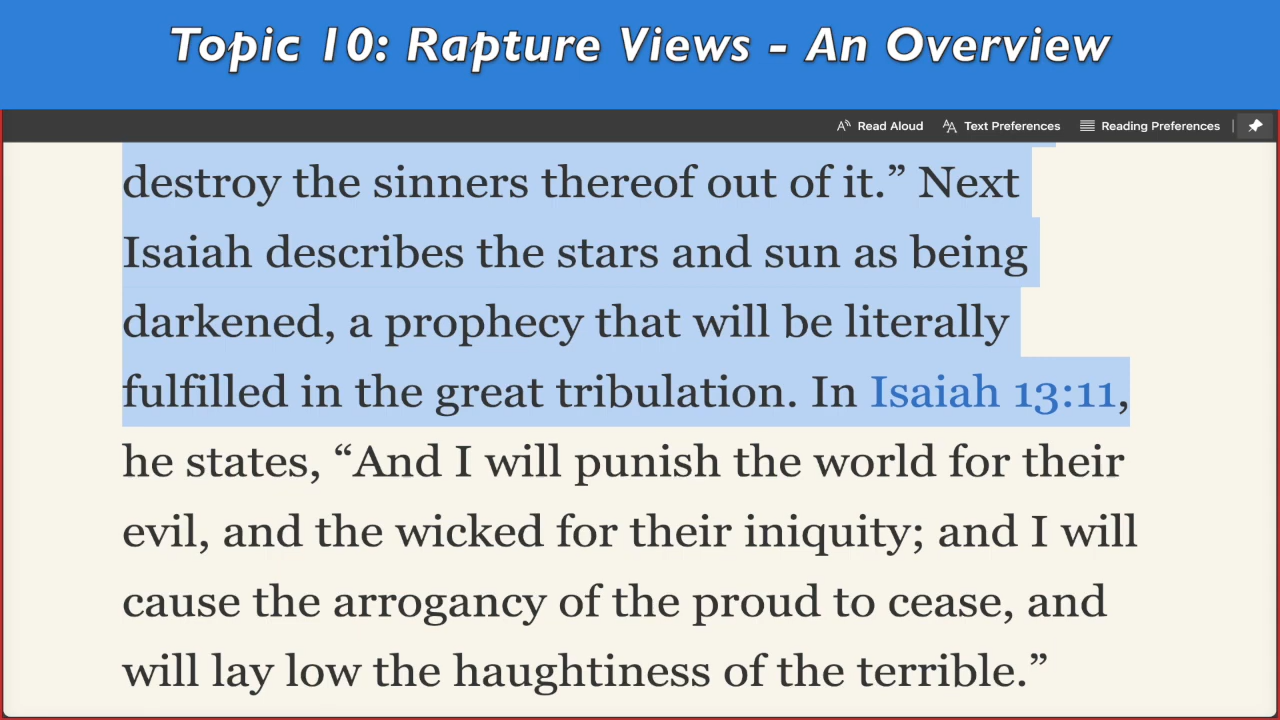 Topic 10: Rapture Views - An Overview
Read Aloud Text Preferences Reading Preferences
destroy the sinners thereof out of it.” Next
Isaiah describes the stars and sun as being
darkened, a prophecy that will be literally
fulfilled in the great tribulation. In Isaiah 13:11,
he states, “And I will punish the world for their
evil, and the wicked for their iniquity; and I will
cause the arrogancy of the proud to cease, and
will lay low the haughtiness of the terrible.”